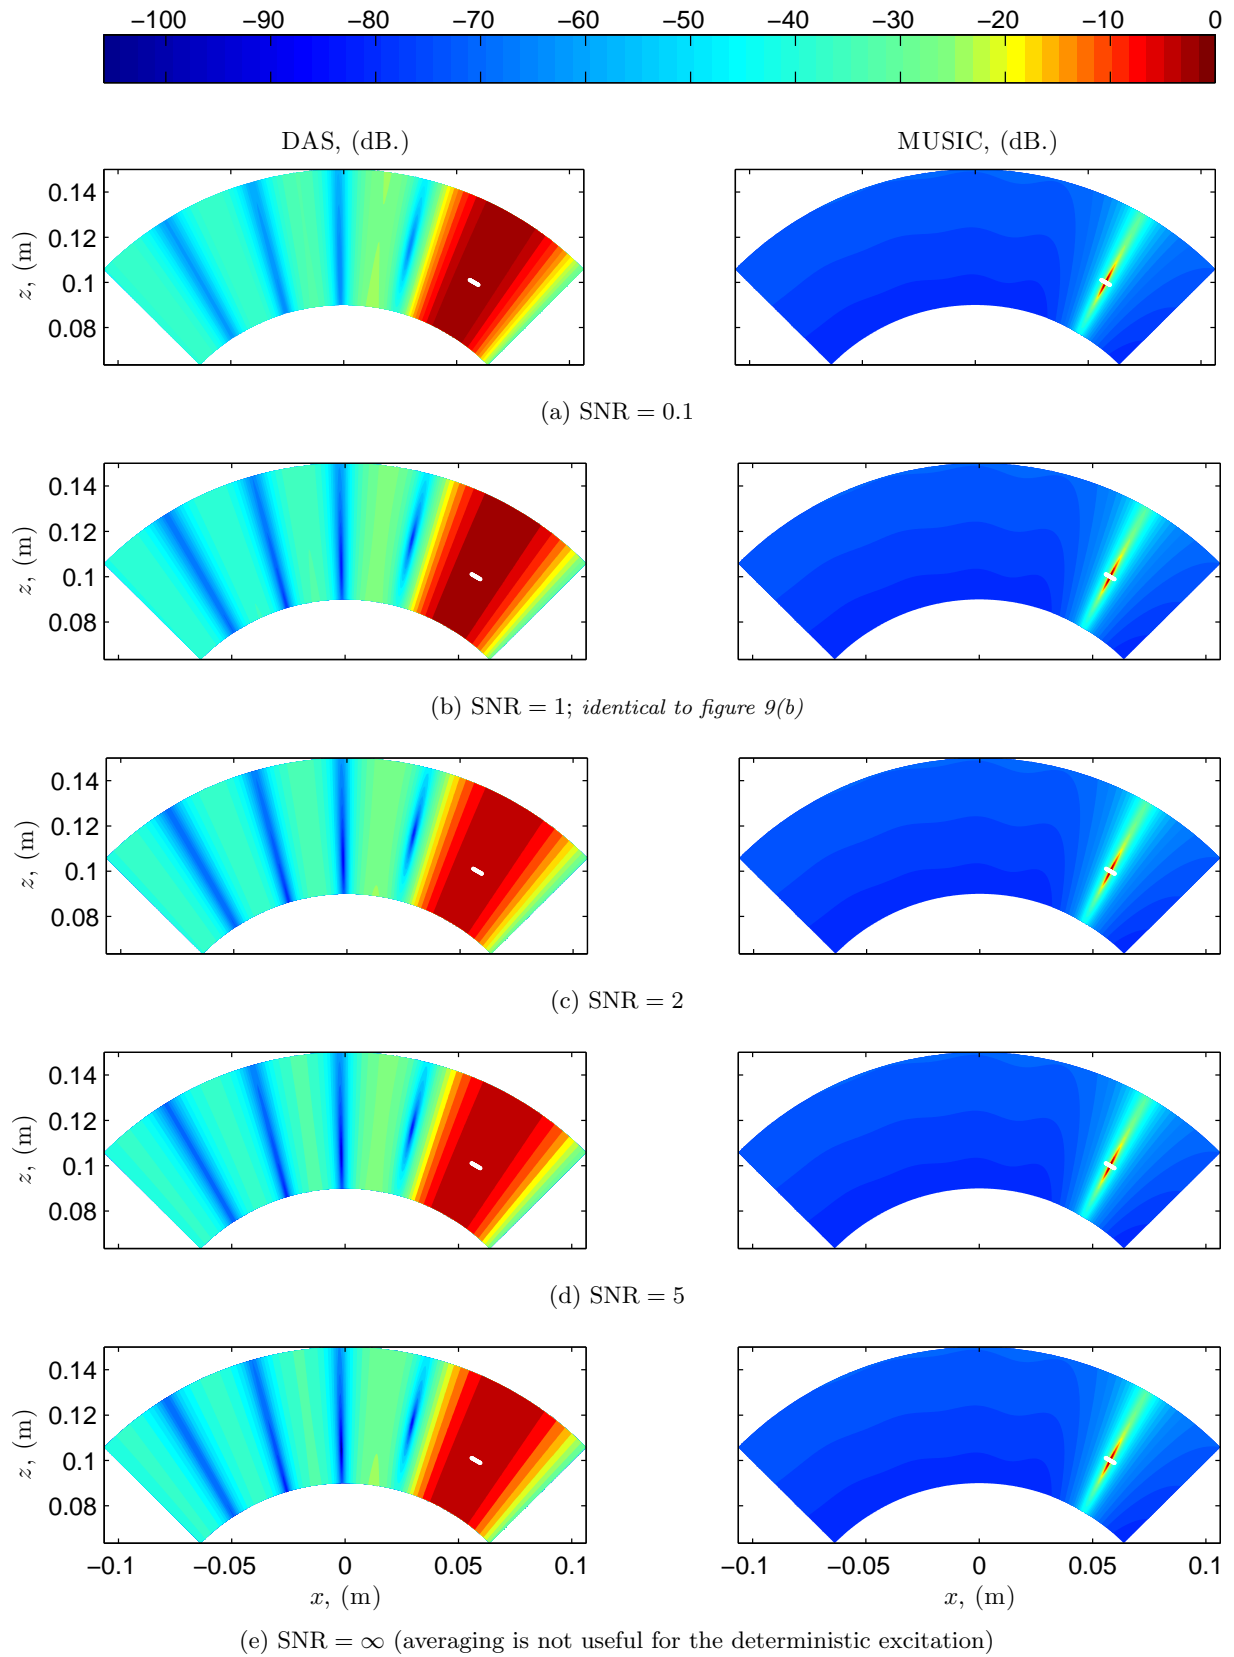 −100 −90 −80 −70 −60 −50 −40 −30 −20 −10 0
DAS, (dB.) MUSIC, (dB.)
0.14
0.12
0.1
0.08
z, (m)
(a) SNR = 0.1
0.14
0.12
0.1
0.08
z, (m)
(b) SNR = 1; identical to figure 9(b)
0.14
0.12
0.1
0.08
z, (m)
(c) SNR = 2
0.14
0.12
0.1
0.08
z, (m)
(d) SNR = 5
0.14
0.12
0.1
0.08
z, (m)
−0.1 −0.05 0 0.05 0.1 −0.1 −0.05 0 0.05 0.1
x, (m) x, (m)
(e) SNR = ∞ (averaging is not useful for the deterministic excitation)